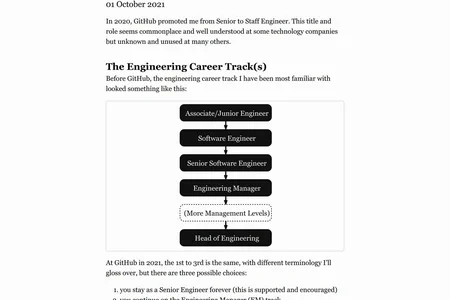 01 October 2021
In 2020, GitHub promoted me from Senior to Staff Engineer. This title and
role seems commonplace and well understood at some technology companies
but unknown and unused at many others.
The Engineering Career Track(s)
Before GitHub, the engineering career track I have been most familiar with
looked something like this:
Associate/Junior Engineer
Software Engineer
Senior Software Engineer
Engineering Manager
(More Management Levels)
Head of Engineering
At GitHub in 2021, the 1st to 3rd is the same, with different terminology I'll
gloss over, but there are three possible choices:
1. you stay as a Senior Engineer forever (this is supported and encouraged)
2. you continue on the Engineering Manager (EM) track